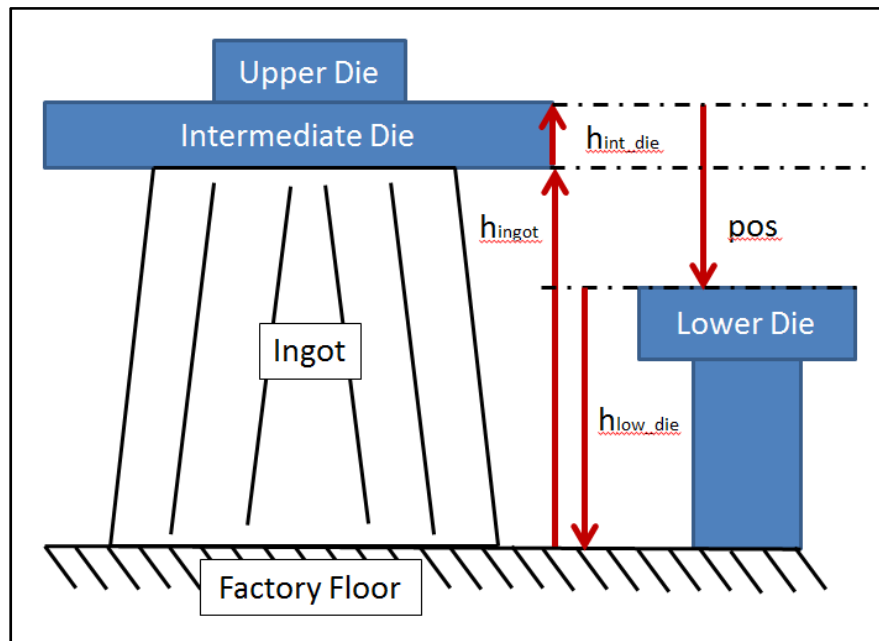 Upper Die
Intermediate Die
hint_die
hingot
pos
Lower Die
Ingot
hlow_die
Factory Floor